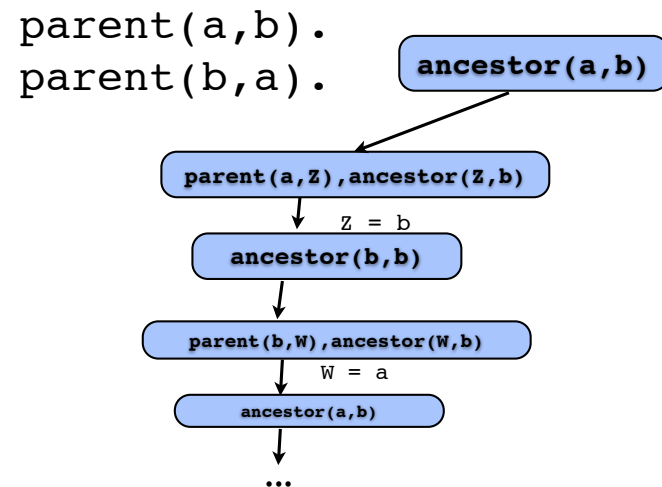 parent(a,b).
parent(b,a).
ancestor(a,b)
parent(a,Z),ancestor(Z,b)
Z = b
ancestor(b,b)
parent(b,W),ancestor(W,b)
W = a
ancestor(a,b)
...